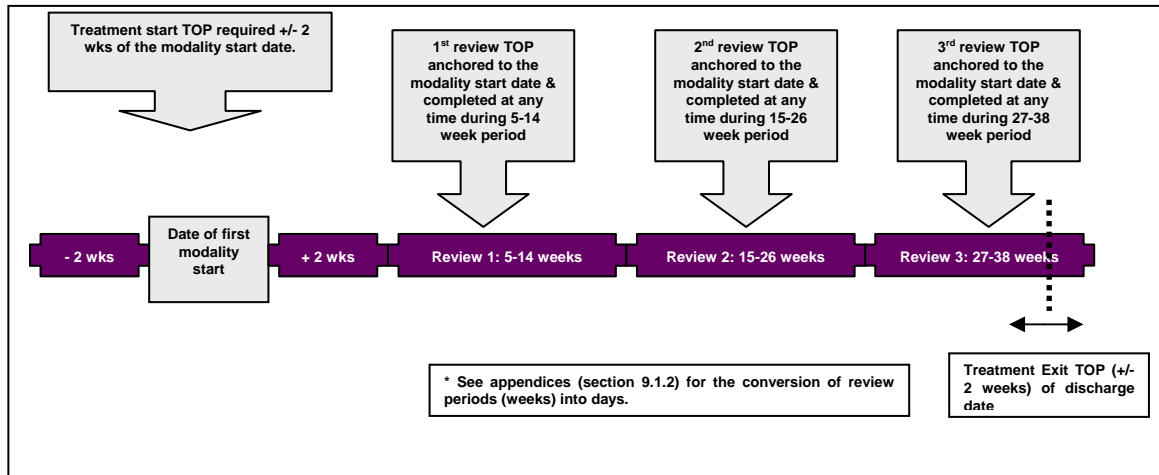 Treatment start TOP required +/- 2
wks of the modality start date.
1st review TOP
anchored to the
modality start date &
completed at any
time during 5-14
week period
2nd review TOP
anchored to the
modality start date &
completed at any
time during 15-26
week period
3rd review TOP
anchored to the
modality start date &
completed at any
time during 27-38
week period
- 2 wks
Date of first
modality
start
+ 2 wks
Review 1: 5-14 weeks
Review 2: 15-26 weeks
Review 3: 27-38 weeks
* See appendices (section 9.1.2) for the conversion of review
periods (weeks) into days.
Treatment Exit TOP (+/-
2 weeks) of discharge
date